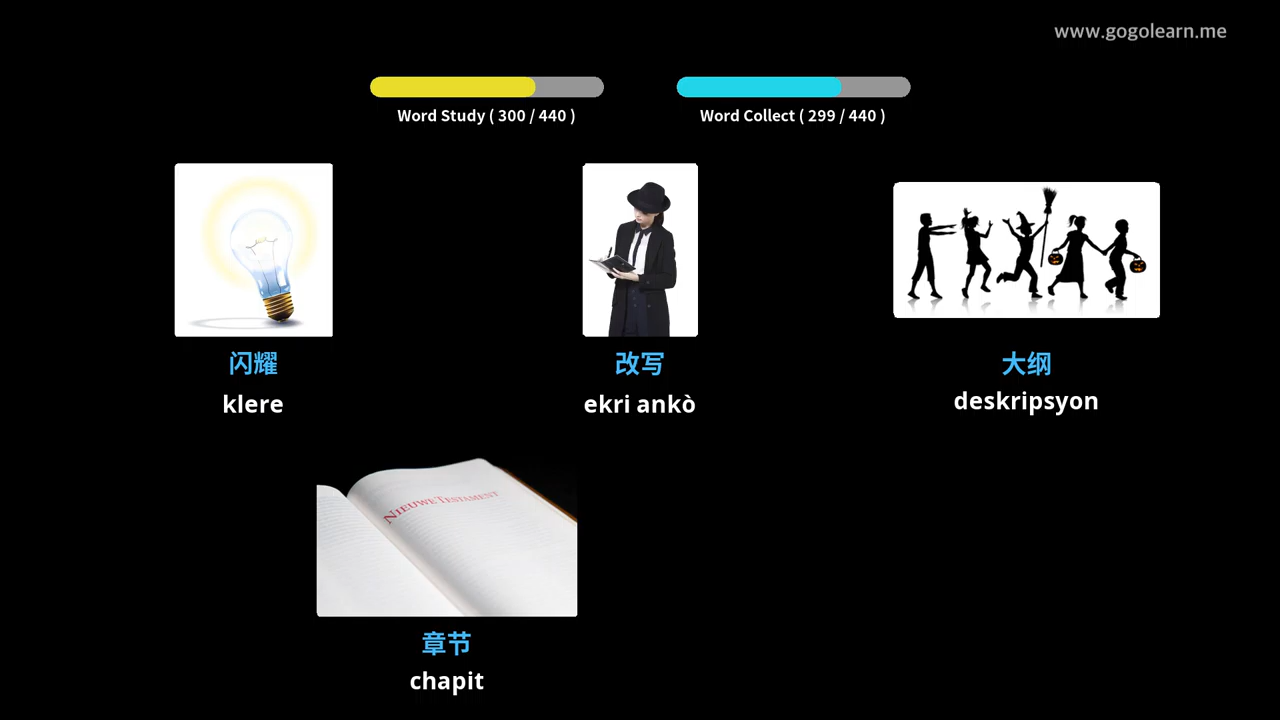 www.gogolearn.me
Word Study ( 300 / 440 )
Word Collect ( 299 / 440 )
闪耀
klere
改写
ekri ankò
大纲
deskripsyon
NIEUWE TESTAMENT
章节
chapit